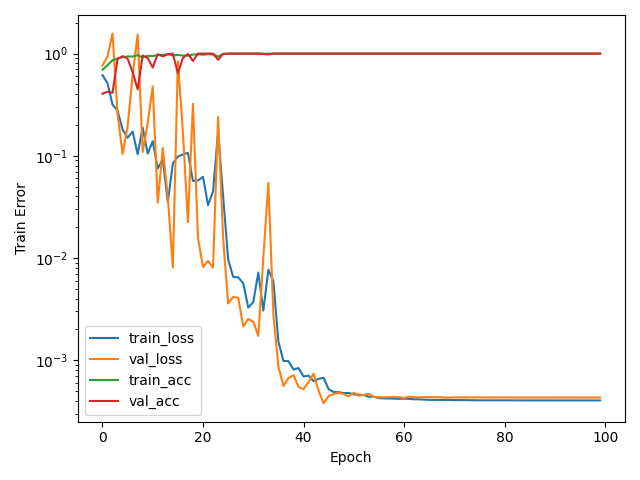 10⁰
10⁻¹
10⁻²
10⁻³
Train Error
train_loss
val_loss
train_acc
val_acc
0
20
40
60
80
100
Epoch